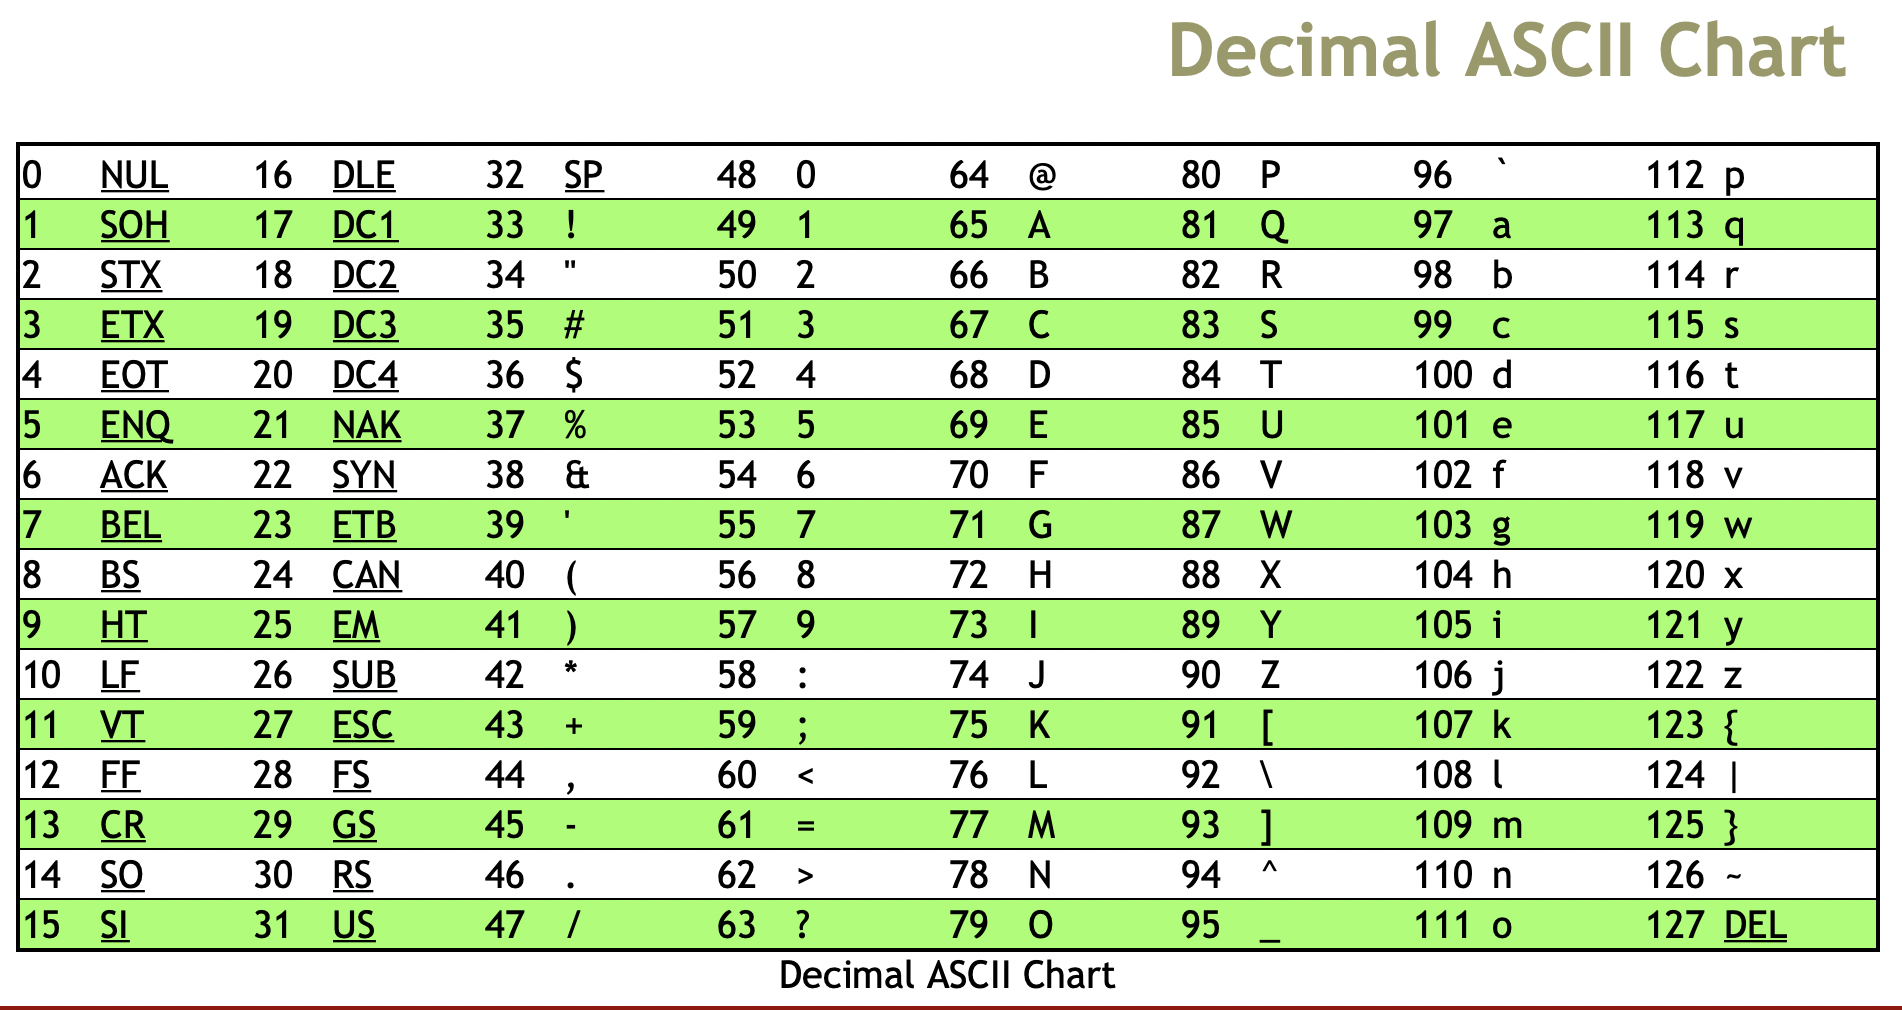 Decimal ASCII Chart
0 NUL 16 DLE 32 SP 48 0 64 @ 80 P 96 ` 112 p
1 SOH 17 DC1 33 ! 49 1 65 A 81 Q 97 a 113 q
2 STX 18 DC2 34 " 50 2 66 B 82 R 98 b 114 r
3 ETX 19 DC3 35 # 51 3 67 C 83 S 99 c 115 s
4 EOT 20 DC4 36 $ 52 4 68 D 84 T 100 d 116 t
5 ENQ 21 NAK 37 % 53 5 69 E 85 U 101 e 117 u
6 ACK 22 SYN 38 & 54 6 70 F 86 V 102 f 118 v
7 BEL 23 ETB 39 ' 55 7 71 G 87 W 103 g 119 w
8 BS 24 CAN 40 ( 56 8 72 H 88 X 104 h 120 x
9 HT 25 EM 41 ) 57 9 73 I 89 Y 105 i 121 y
10 LF 26 SUB 42 * 58 : 74 J 90 Z 106 j 122 z
11 VT 27 ESC 43 + 59 ; 75 K 91 [ 107 k 123 {
12 FF 28 FS 44 , 60 < 76 L 92 \ 108 l 124 |
13 CR 29 GS 45 - 61 = 77 M 93 ] 109 m 125 }
14 SO 30 RS 46 . 62 > 78 N 94 ^ 110 n 126 ~
15 SI 31 US 47 / 63 ? 79 O 95 _ 111 o 127 DEL
Decimal ASCII Chart